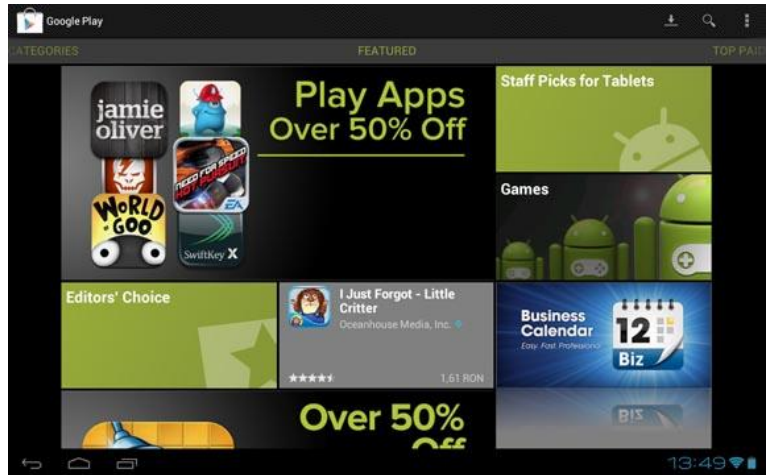 Google Play
CATEGORIES
FEATURED
TOP PAID
jamie
oliver
NEED FOR SPEED
HOT PURSUIT
EA
WORLD
of GOO
SwiftKey X
Play Apps
Over 50% Off
Staff Picks for Tablets
Games
Editors' Choice
I Just Forgot - Little
Critter
Oceanhouse Media, Inc.
1,61 RON
Business
Calendar
Easy. Fast. Professional
12
Biz
Over 50%
Off
13:49